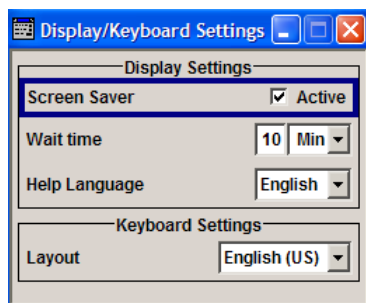 Display/Keyboard Settings
Display Settings
Screen Saver Active
Wait time 10 Min
Help Language English
Keyboard Settings
Layout English (US)